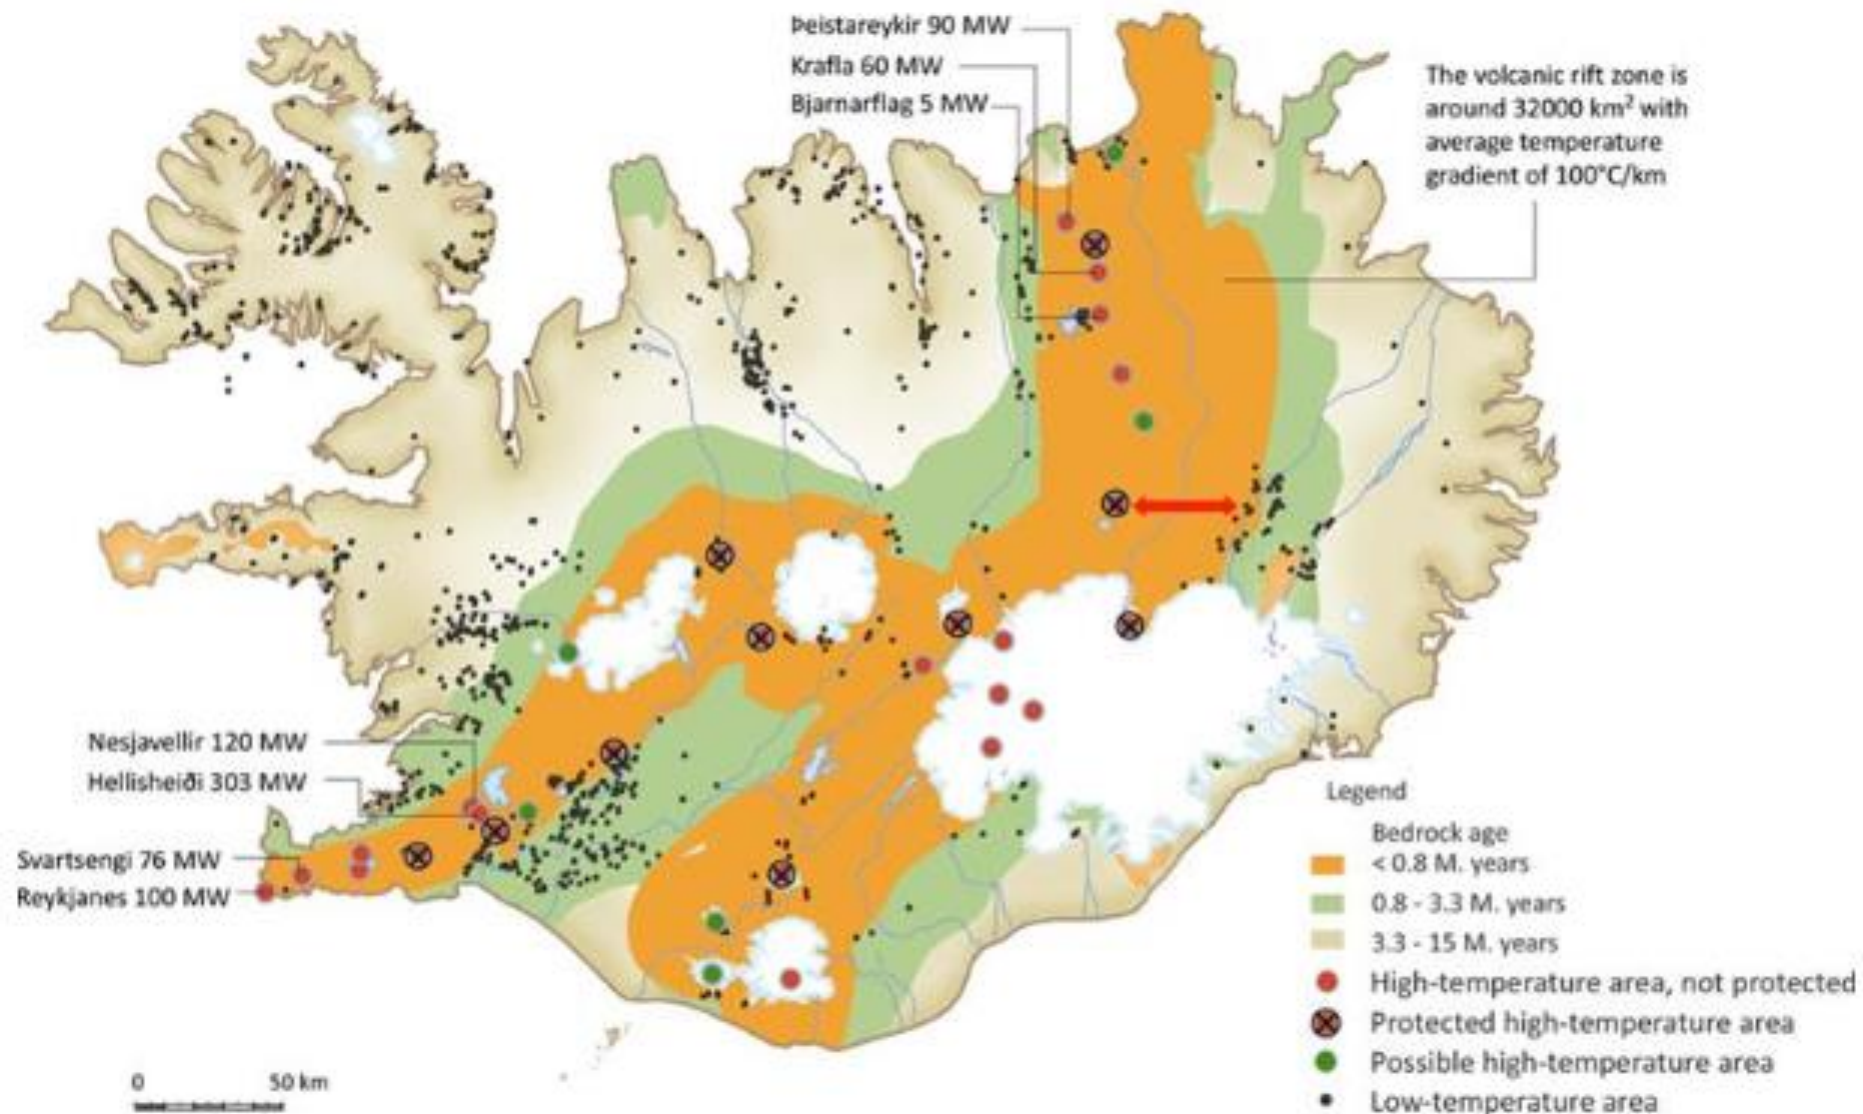 Þeistareykir 90 MW
Krafla 60 MW
Bjarnarflag 5 MW
The volcanic rift zone is
around 32000 km² with
average temperature
gradient of 100°C/km
Nesjavellir 120 MW
Hellisheiði 303 MW
Svartsengi 76 MW
Reykjanes 100 MW
Legend
Bedrock age
< 0.8 M. years
0.8 - 3.3 M. years
3.3 - 15 M. years
High-temperature area, not protected
Protected high-temperature area
Possible high-temperature area
Low-temperature area
0 50 km